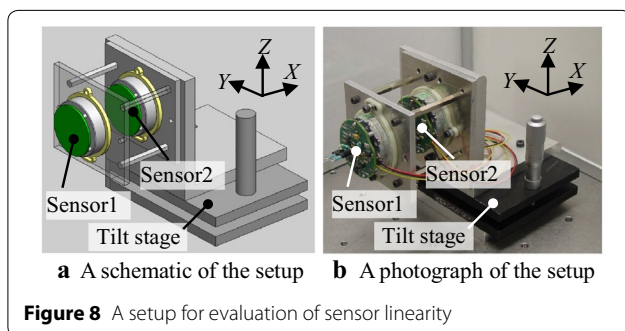 Z
Y
X
Sensor2
Sensor1
Tilt stage
a A schematic of the setup
Z
Y
X
Sensor2
Sensor1
Tilt stage
b A photograph of the setup
Figure 8 A setup for evaluation of sensor linearity